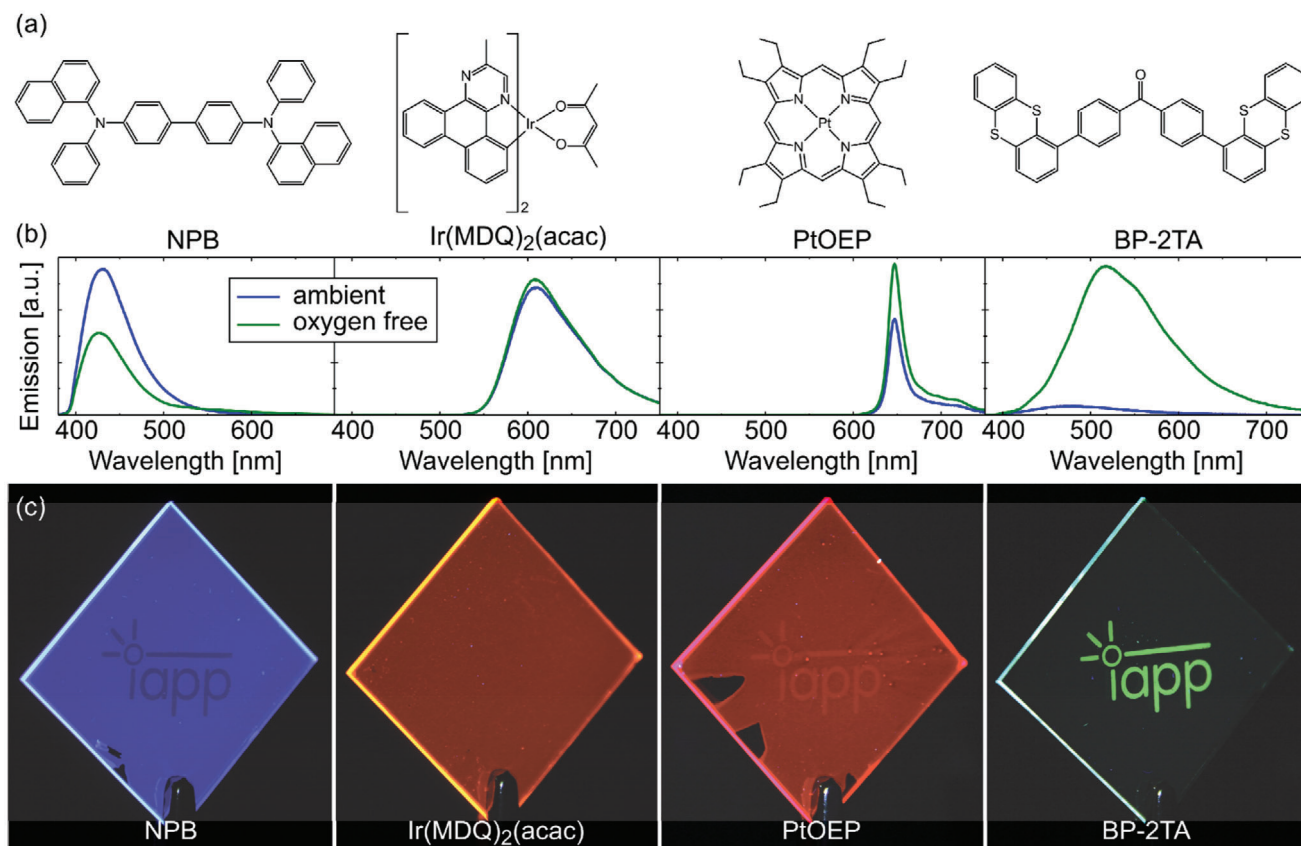 (a)
N
N
N
N
Ir
O
O
2
N
N
N
N
Pt
S
S
O
S
S
(b)
NPB
Ir(MDQ)2(acac)
PtOEP
BP-2TA
Emission [a.u.]
ambient
oxygen free
400 500 600
400 500 600 700
400 500 600 700
400 500 600 700
Wavelength [nm]
Wavelength [nm]
Wavelength [nm]
Wavelength [nm]
(c)
iapp
iapp
iapp
NPB
Ir(MDQ)2(acac)
PtOEP
BP-2TA